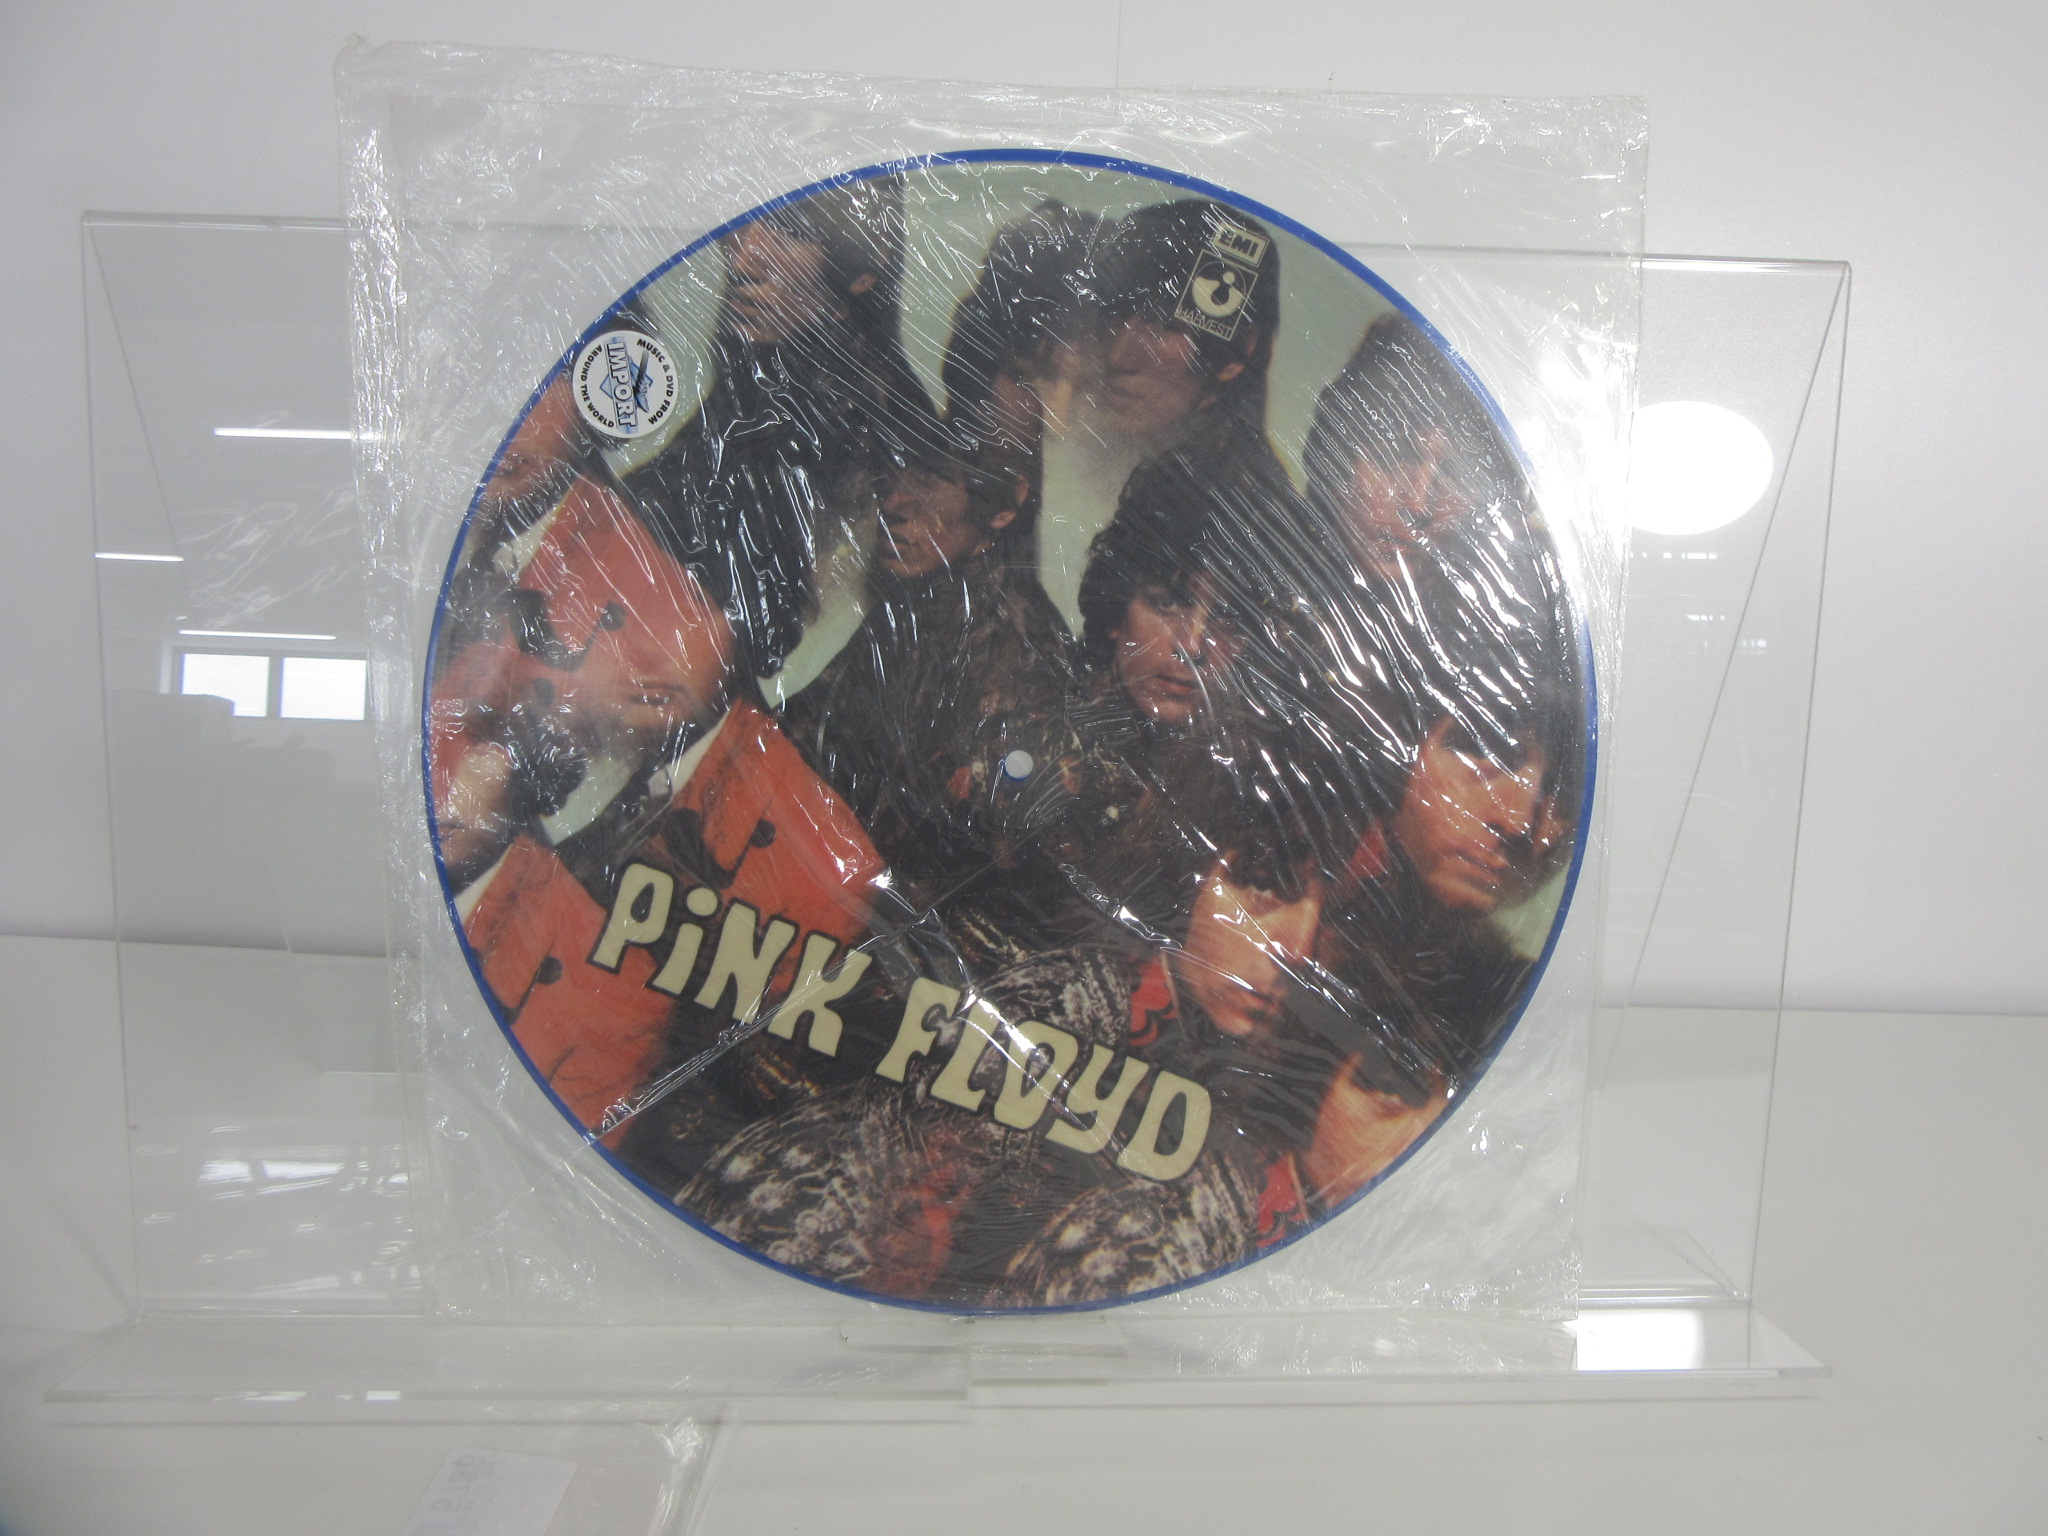 EMI
HARVEST
MUSIC & DVD FROM
IMPORT
AROUND THE WORLD
PiNK FLOYD